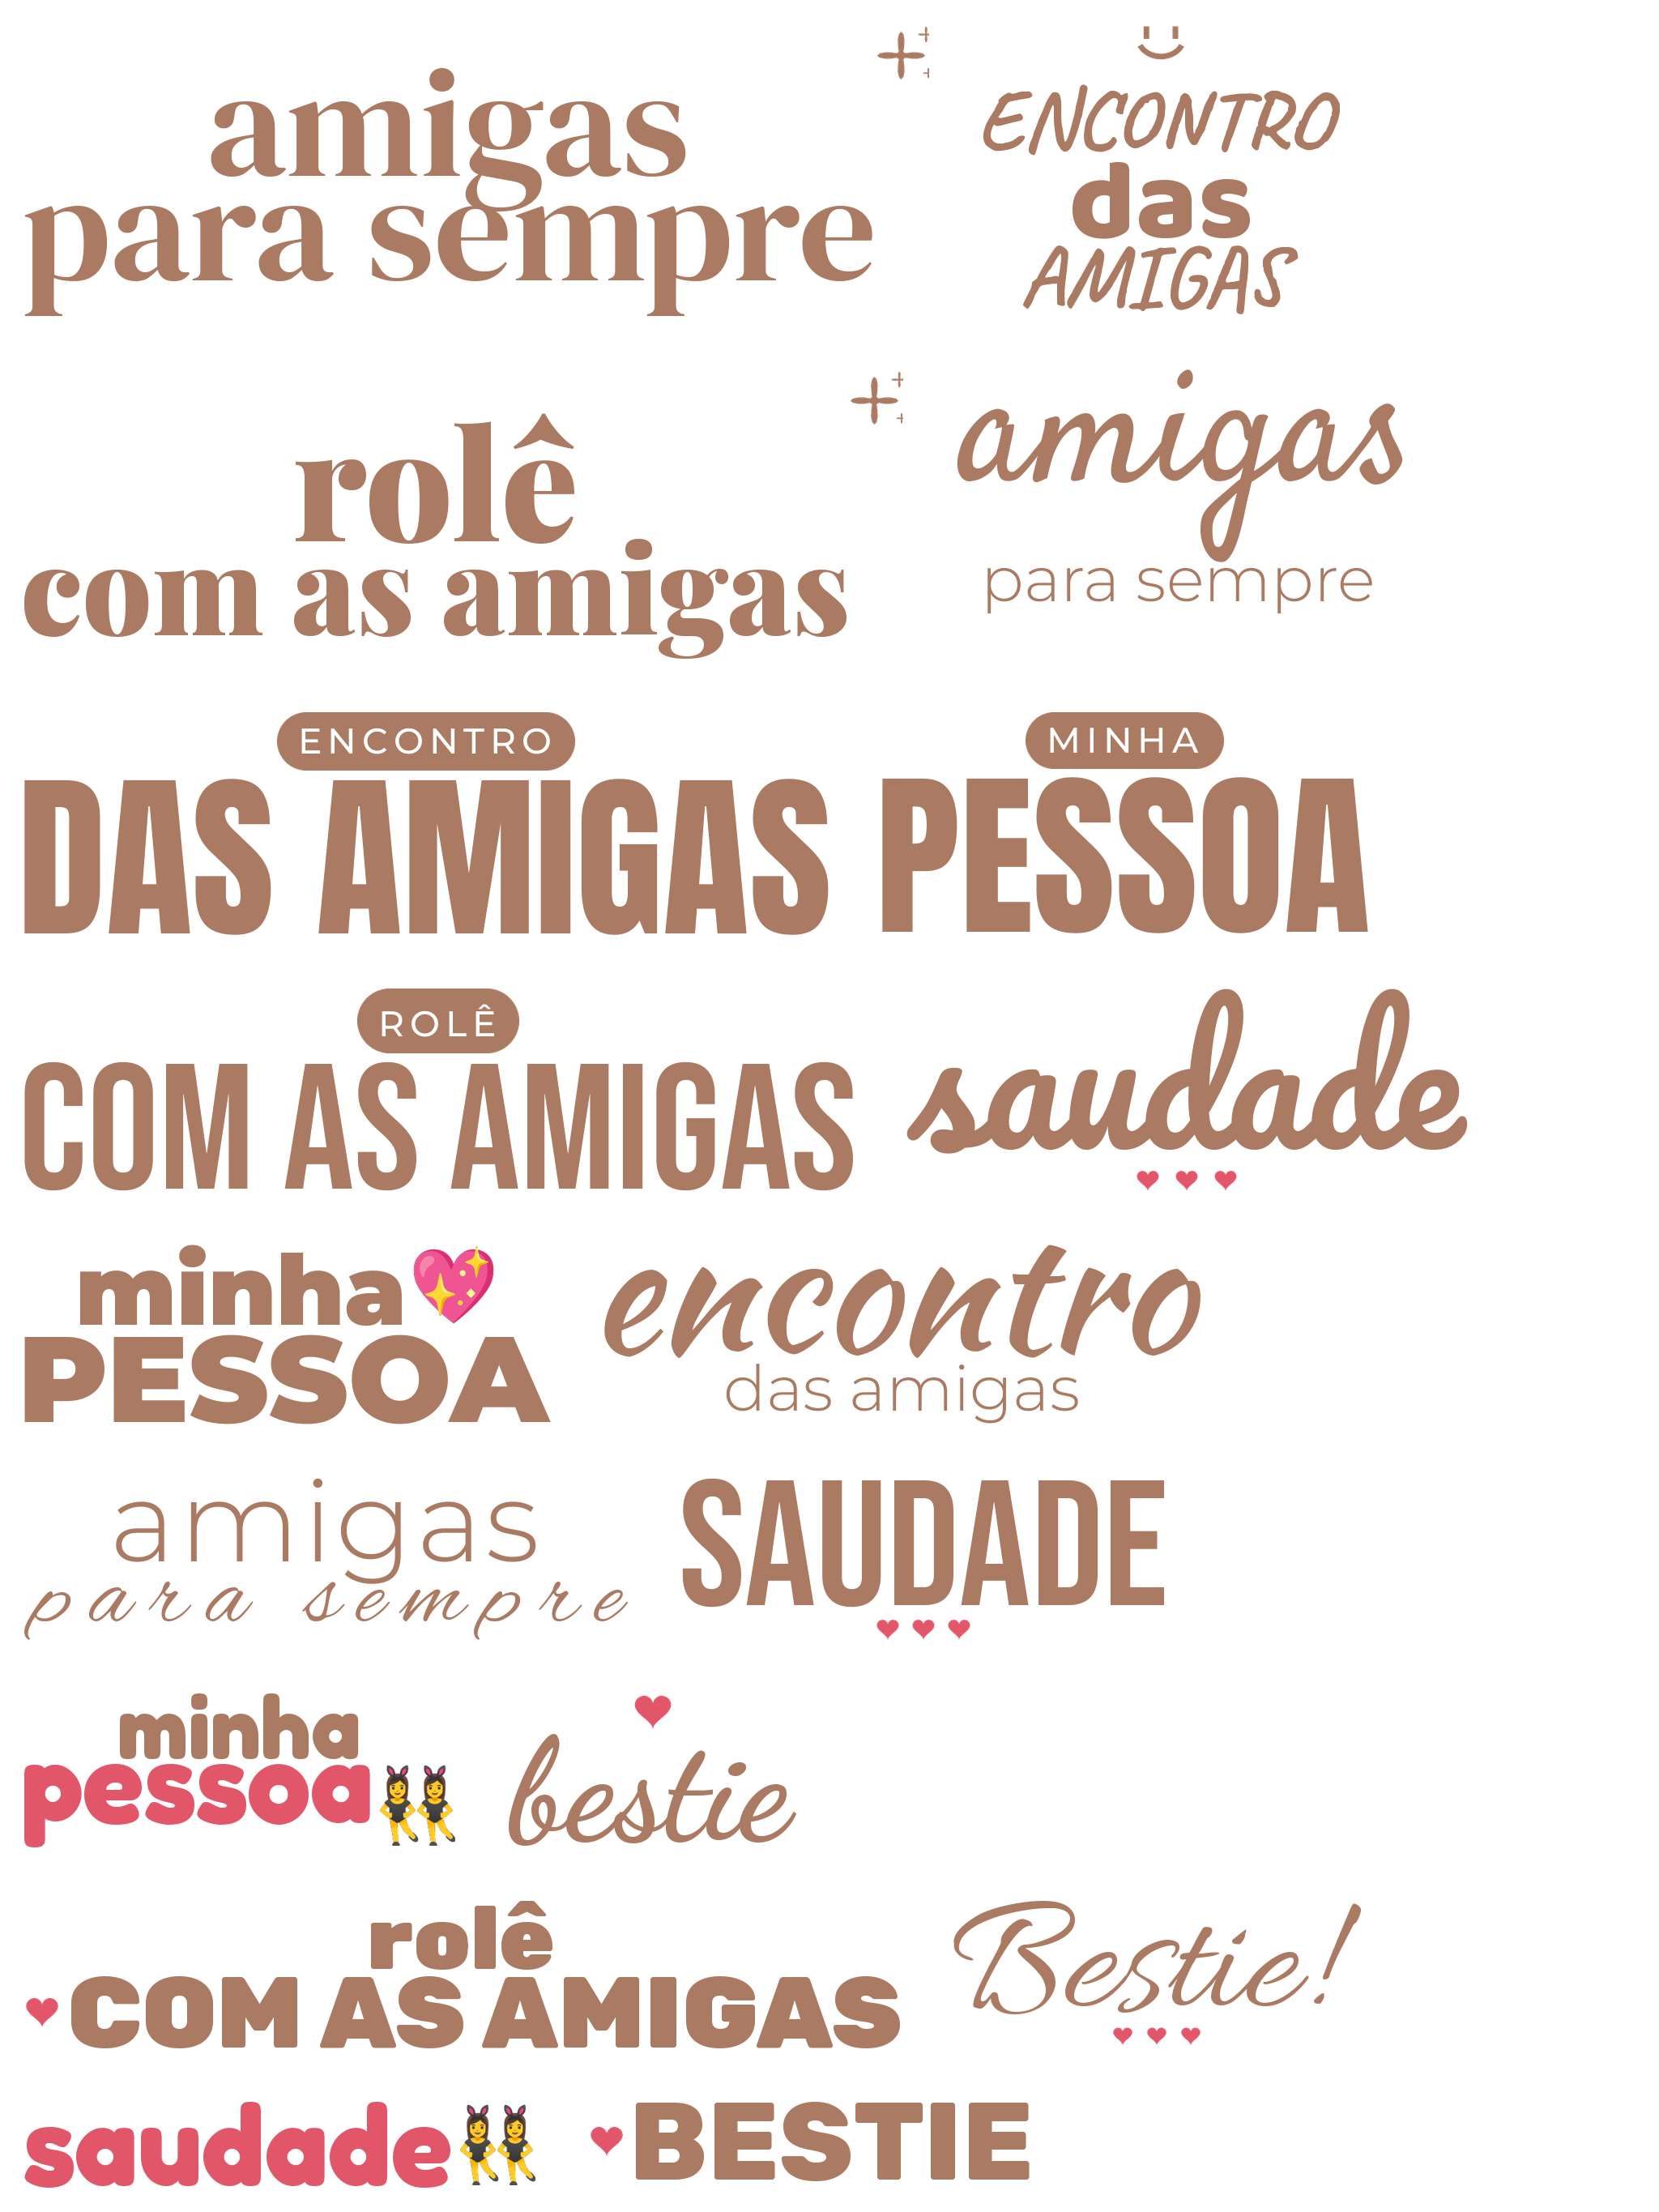 amigas
para sempre
ENCONTRO
das
AMIGAS
rolê
com as amigas
amigas
para sempre
ENCONTRO
DAS AMIGAS
MINHA
PESSOA
ROLÊ
COM AS AMIGAS
saudade
minha💖
PESSOA
encontro
das amigas
amigas
para sempre
SAUDADE
minha
pessoa👯‍♀️
bestie
rolê
COM AS AMIGAS
Bestie!
saudade👯‍♀️
BESTIE